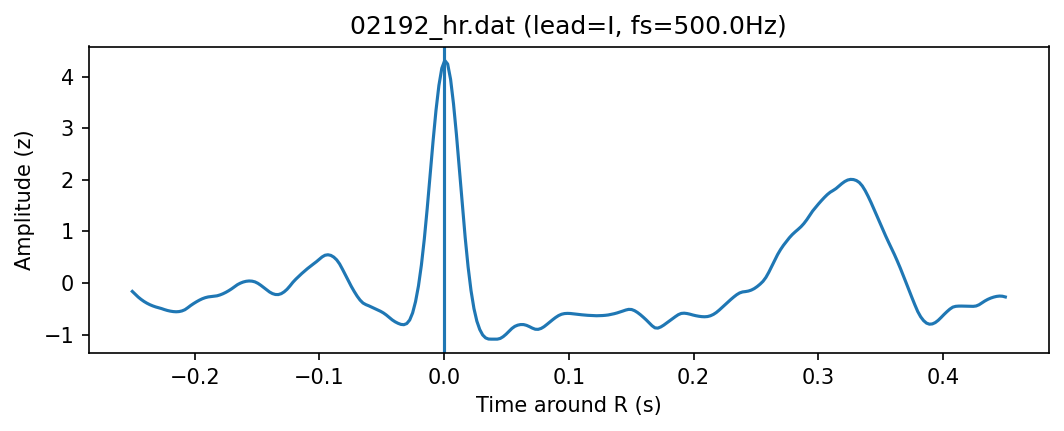 02192_hr.dat (lead=I, fs=500.0Hz)
Amplitude (z)
4
3
2
1
0
−1
−0.2 −0.1 0.0 0.1 0.2 0.3 0.4
Time around R (s)